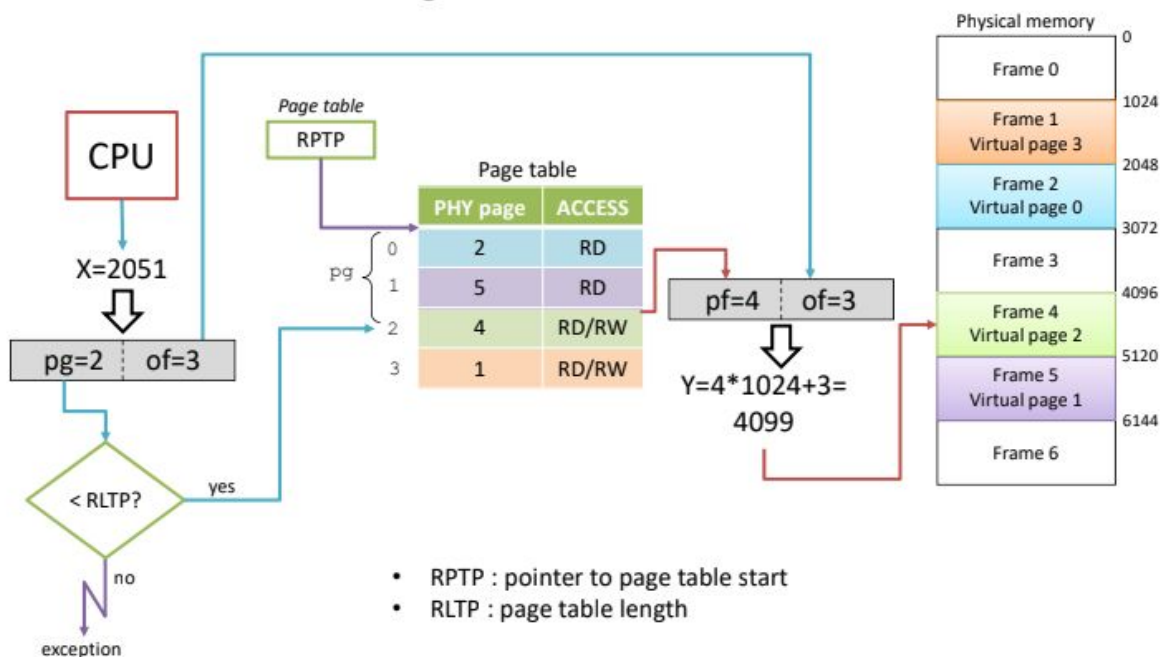 Physical memory
0
Frame 0
1024
Frame 1
Virtual page 3
2048
Frame 2
Virtual page 0
3072
Frame 3
4096
Frame 4
Virtual page 2
5120
Frame 5
Virtual page 1
6144
Frame 6
CPU
X=2051
pg=2 of=3
< RLTP?
yes
no
exception
Page table
RPTP
Page table
PHY page ACCESS
pg
0 2 RD
1 5 RD
2 4 RD/RW
3 1 RD/RW
pf=4 of=3
Y=4*1024+3=
4099
• RPTP : pointer to page table start
• RLTP : page table length